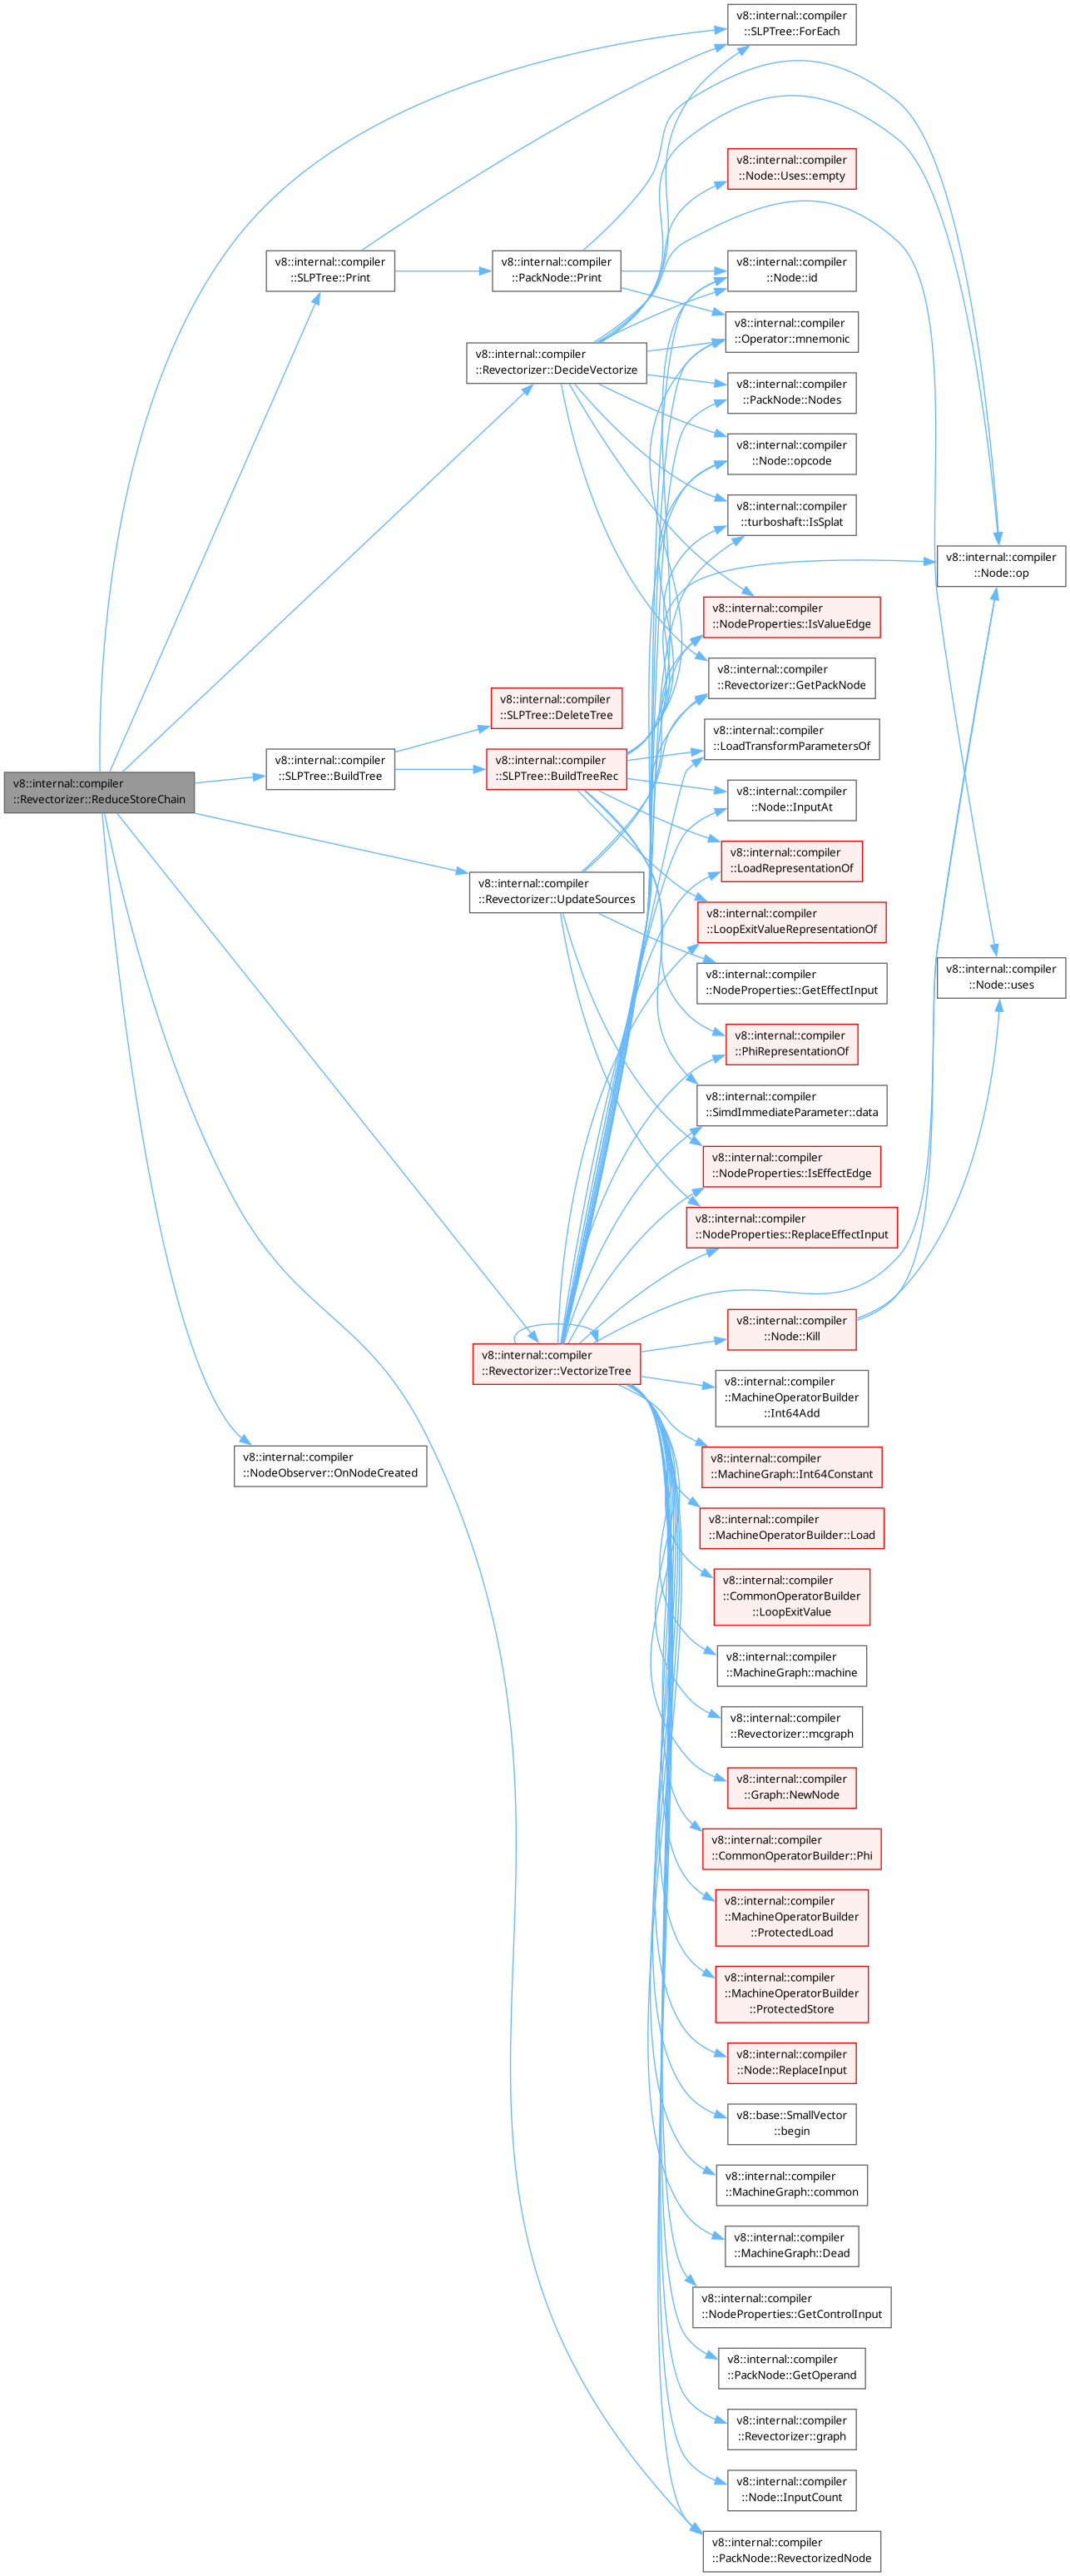 v8::internal::compiler
::Revectorizer::ReduceStoreChain
v8::internal::compiler
::SLPTree::ForEach
v8::internal::compiler
::SLPTree::Print
v8::internal::compiler
::PackNode::Print
v8::internal::compiler
::Revectorizer::DecideVectorize
v8::internal::compiler
::SLPTree::BuildTree
v8::internal::compiler
::SLPTree::DeleteTree
v8::internal::compiler
::SLPTree::BuildTreeRec
v8::internal::compiler
::Revectorizer::UpdateSources
v8::internal::compiler
::Revectorizer::VectorizeTree
v8::internal::compiler
::NodeObserver::OnNodeCreated
v8::internal::compiler
::Node::Uses::empty
v8::internal::compiler
::Node::id
v8::internal::compiler
::Operator::mnemonic
v8::internal::compiler
::PackNode::Nodes
v8::internal::compiler
::Node::opcode
v8::internal::compiler
::turboshaft::IsSplat
v8::internal::compiler
::Node::op
v8::internal::compiler
::NodeProperties::IsValueEdge
v8::internal::compiler
::Revectorizer::GetPackNode
v8::internal::compiler
::LoadTransformParametersOf
v8::internal::compiler
::Node::InputAt
v8::internal::compiler
::LoadRepresentationOf
v8::internal::compiler
::LoopExitValueRepresentationOf
v8::internal::compiler
::NodeProperties::GetEffectInput
v8::internal::compiler
::Node::uses
v8::internal::compiler
::PhiRepresentationOf
v8::internal::compiler
::SimdImmediateParameter::data
v8::internal::compiler
::NodeProperties::IsEffectEdge
v8::internal::compiler
::NodeProperties::ReplaceEffectInput
v8::internal::compiler
::Node::Kill
v8::internal::compiler
::MachineOperatorBuilder
::Int64Add
v8::internal::compiler
::MachineGraph::Int64Constant
v8::internal::compiler
::MachineOperatorBuilder::Load
v8::internal::compiler
::CommonOperatorBuilder
::LoopExitValue
v8::internal::compiler
::MachineGraph::machine
v8::internal::compiler
::Revectorizer::mcgraph
v8::internal::compiler
::Graph::NewNode
v8::internal::compiler
::CommonOperatorBuilder::Phi
v8::internal::compiler
::MachineOperatorBuilder
::ProtectedLoad
v8::internal::compiler
::MachineOperatorBuilder
::ProtectedStore
v8::internal::compiler
::Node::ReplaceInput
v8::base::SmallVector
::begin
v8::internal::compiler
::MachineGraph::common
v8::internal::compiler
::MachineGraph::Dead
v8::internal::compiler
::NodeProperties::GetControlInput
v8::internal::compiler
::PackNode::GetOperand
v8::internal::compiler
::Revectorizer::graph
v8::internal::compiler
::Node::InputCount
v8::internal::compiler
::PackNode::RevectorizedNode